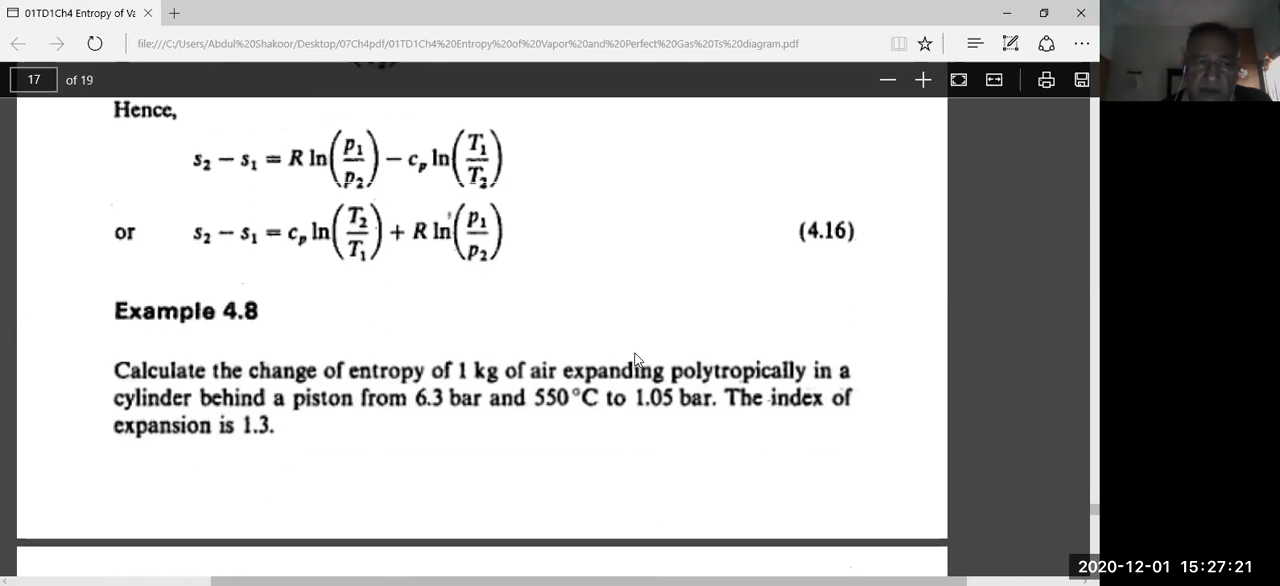 01TD1Ch4 Entropy of Va
file:///C:/Users/Abdul%20Shakoor/Desktop/07Ch4pdf/01TD1Ch4%20Entropy%20of%20Vapor%20and%20Perfect%20Gas%20Ts%20diagram.pdf
17 of 19
Hence,
s₂ − s₁ = R ln(p₁/p₂) − cₚ ln(T₁/T₂)
or s₂ − s₁ = cₚ ln(T₂/T₁) + R ln(p₁/p₂) (4.16)
Example 4.8
Calculate the change of entropy of 1 kg of air expanding polytropically in a
cylinder behind a piston from 6.3 bar and 550°C to 1.05 bar. The index of
expansion is 1.3.
2020-12-01 15:27:21